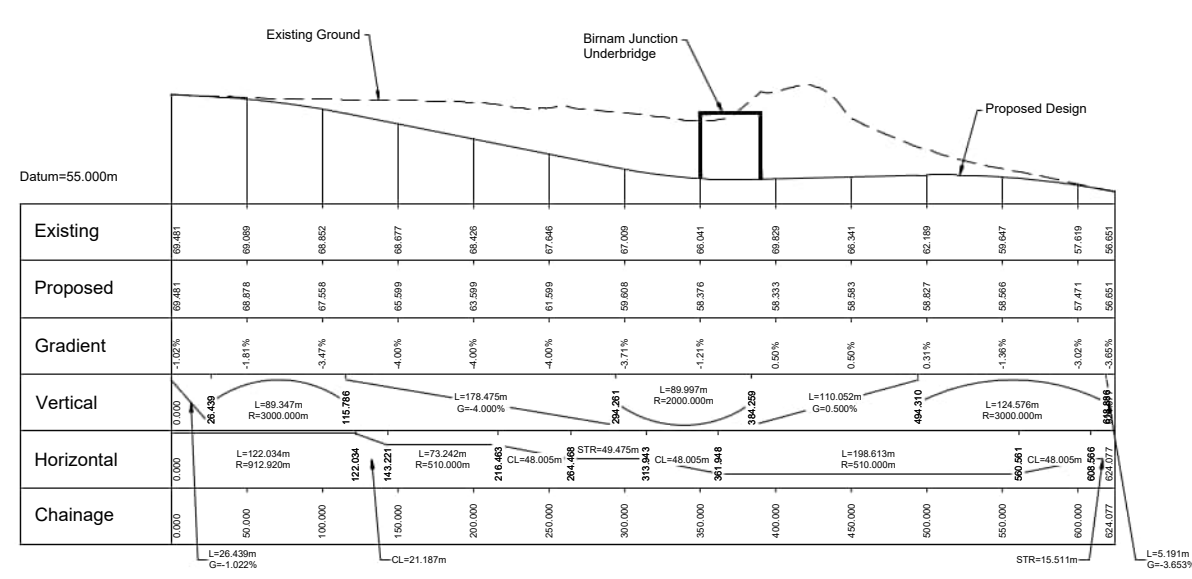 Existing Ground
Birnam Junction
Underbridge
Proposed Design
Datum=55.000m
Existing
69.481 69.089 68.852 68.677 68.426 67.646 67.009 66.041 69.829 66.341 62.189 59.647 57.619 56.651
Proposed
69.481 68.878 67.558 65.599 63.599 61.599 59.608 58.376 58.333 58.583 58.827 58.566 57.471 56.651
Gradient
-1.02% -1.81% -3.47% -4.00% -4.00% -4.00% -3.71% -1.21% 0.50% 0.50% 0.31% -1.36% -3.02% -3.65%
Vertical
0.000
26.439
L=89.347m
R=3000.000m
115.786
L=178.475m
G=-4.000%
294.261
L=89.997m
R=2000.000m
384.259
L=110.052m
G=0.500%
494.310
L=124.576m
R=3000.000m
Horizontal
0.000
L=122.034m
R=912.920m
122.034
143.221
L=73.242m
R=510.000m
216.463
CL=48.005m
264.468
STR=49.475m
313.943
CL=48.005m
361.948
L=198.613m
R=510.000m
560.561
CL=48.005m
608.566
624.077
Chainage
0.000 50.000 100.000 150.000 200.000 250.000 300.000 350.000 400.000 450.000 500.000 550.000 600.000 624.077
L=26.439m
G=-1.022%
CL=21.187m
STR=15.511m
L=5.191m
G=-3.653%